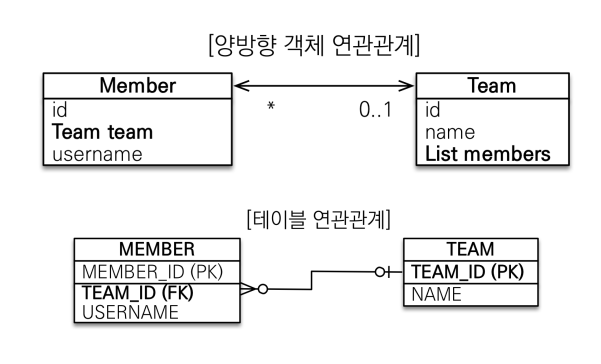 [양방향 객체 연관관계]
Member
id
Team team
username
* 0..1
Team
id
name
List members
[테이블 연관관계]
MEMBER
MEMBER_ID (PK)
TEAM_ID (FK)
USERNAME
TEAM
TEAM_ID (PK)
NAME